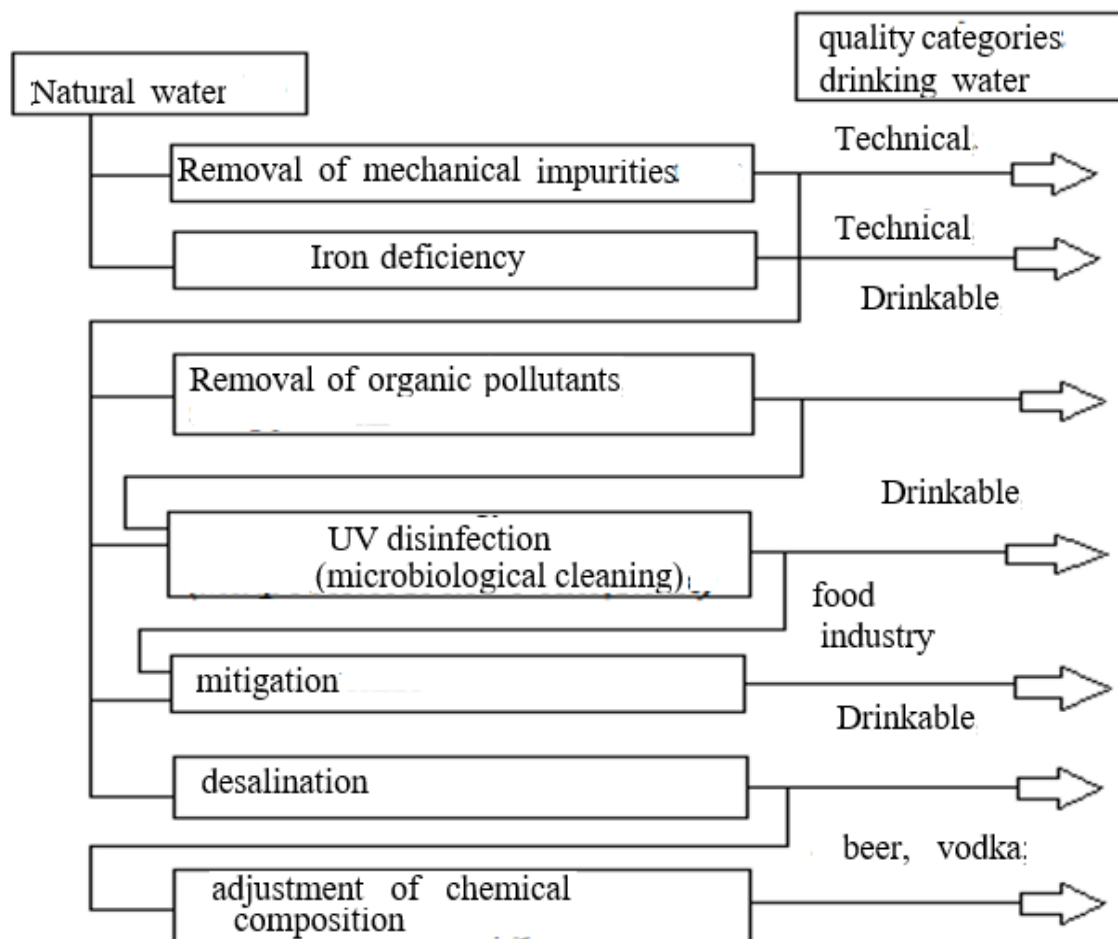 quality categories
drinking water
Natural water
Technical
Removal of mechanical impurities
Technical
Iron deficiency
Drinkable
Removal of organic pollutants
Drinkable
UV disinfection
(microbiological cleaning)
food
industry
mitigation
Drinkable
desalination
beer, vodka
adjustment of chemical
composition